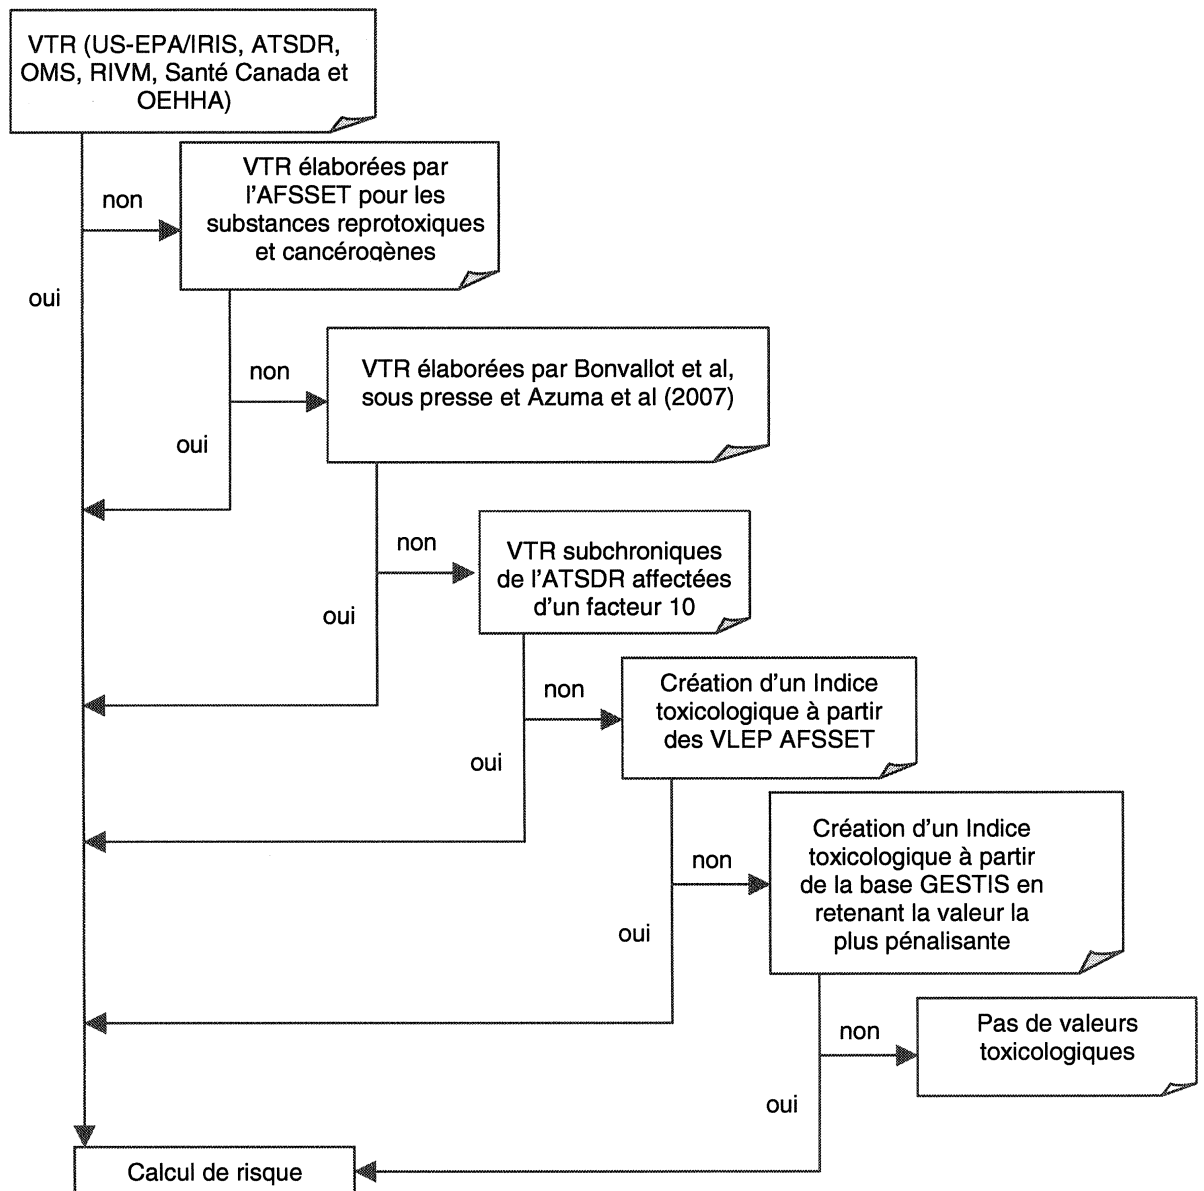 VTR (US-EPA/IRIS, ATSDR,
OMS, RIVM, Santé Canada et
OEHHA)
non
VTR élaborées par
l'AFSSET pour les
substances reprotoxiques
et cancérogènes
oui
non
VTR élaborées par Bonvallot et al,
sous presse et Azuma et al (2007)
oui
non
VTR subchroniques
de l'ATSDR affectées
d'un facteur 10
oui
non
Création d'un Indice
toxicologique à partir
des VLEP AFSSET
oui
non
Création d'un Indice
toxicologique à partir
de la base GESTIS en
retenant la valeur la
plus pénalisante
oui
non
Pas de valeurs
toxicologiques
oui
Calcul de risque